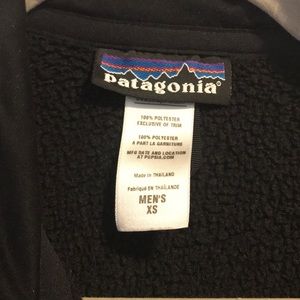 patagonia®
100% POLYESTER
EXCLUSIVE OF TRIM
100% POLYESTER
A PART LA GARNITURE
MFG DATE AND LOCATION
AT PCPSIA.COM
Made in THAILAND
Fabriqué EN THAÏLANDE
MEN'S
XS